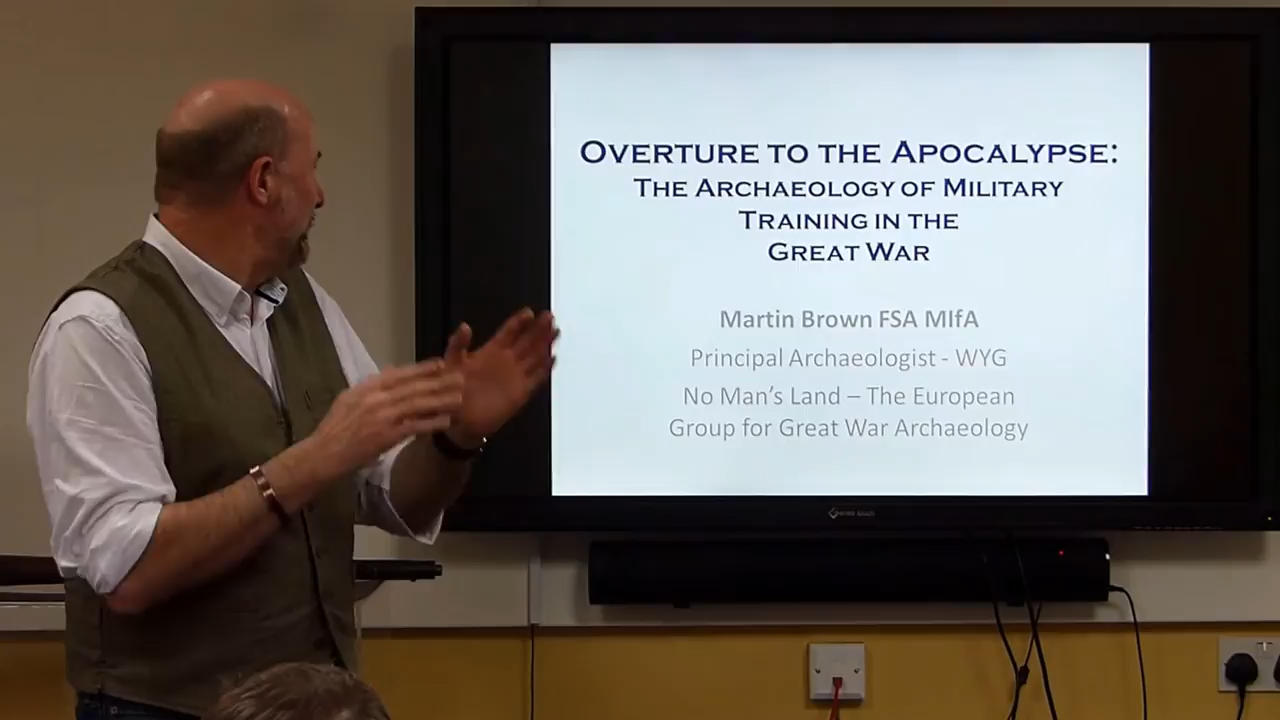 OVERTURE TO THE APOCALYPSE:
THE ARCHAEOLOGY OF MILITARY
TRAINING IN THE
GREAT WAR
Martin Brown FSA MIfA
Principal Archaeologist - WYG
No Man's Land – The European
Group for Great War Archaeology